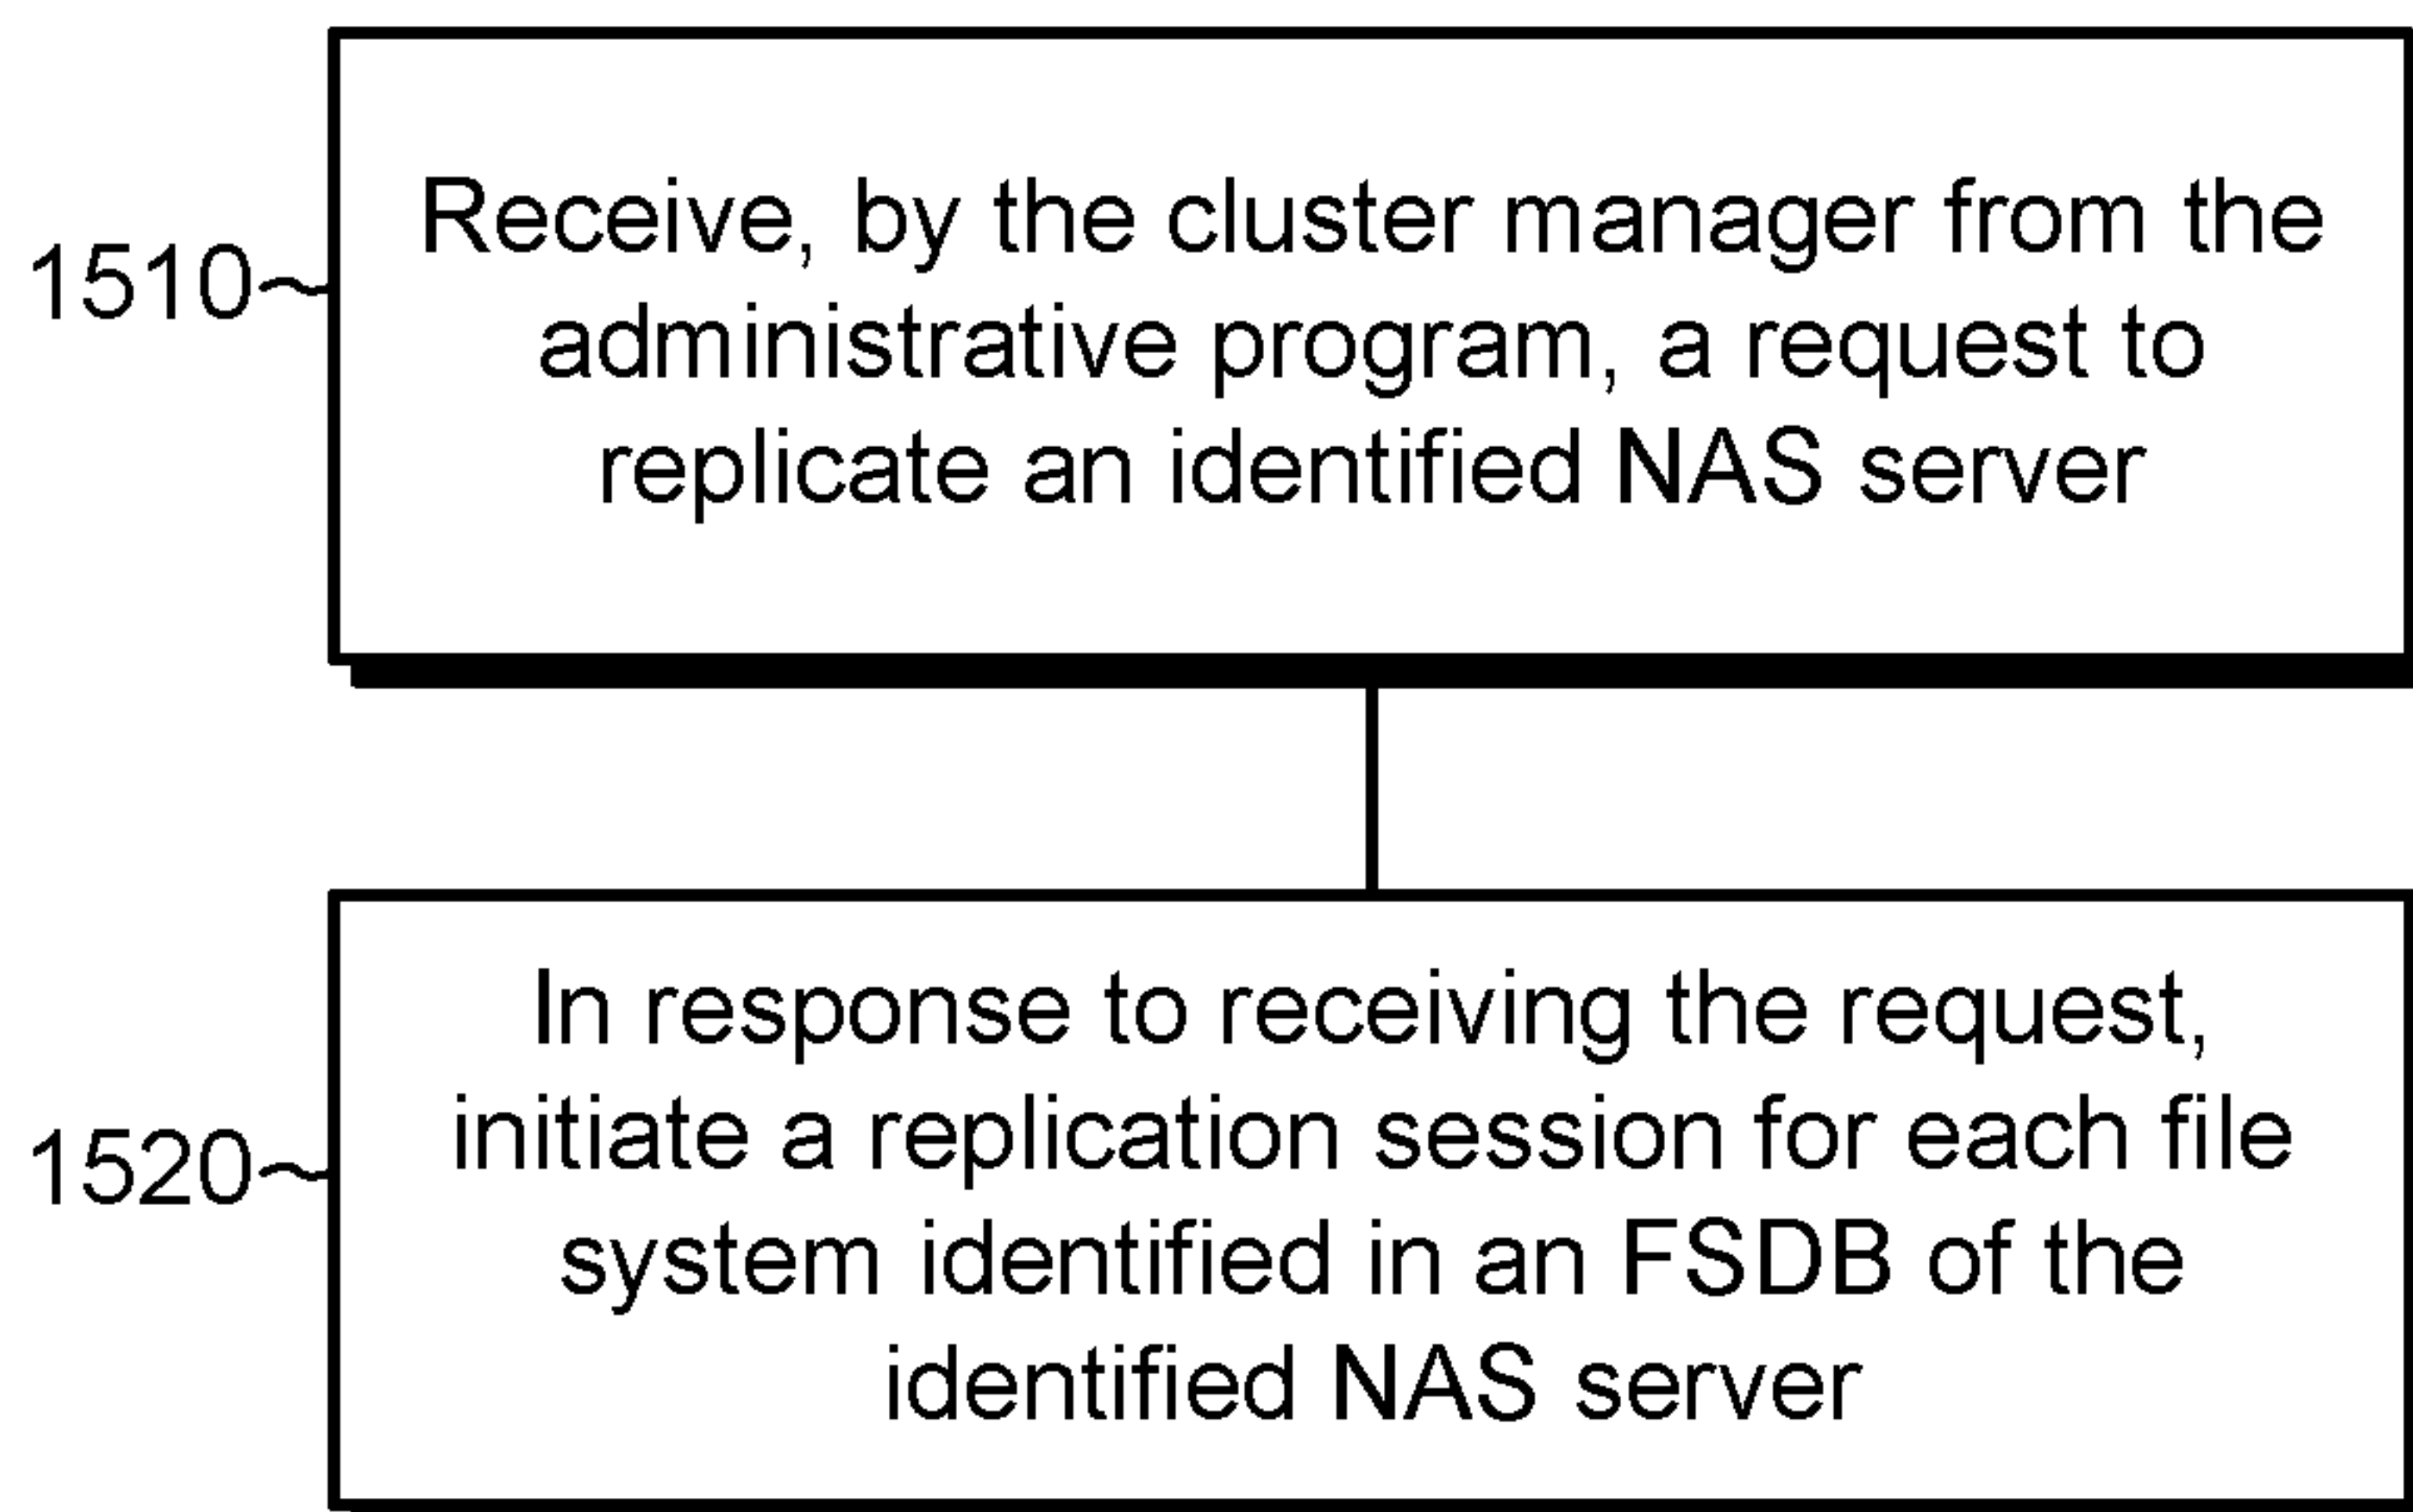 1510
Receive, by the cluster manager from the
administrative program, a request to
replicate an identified NAS server
1520
In response to receiving the request,
initiate a replication session for each file
system identified in an FSDB of the
identified NAS server